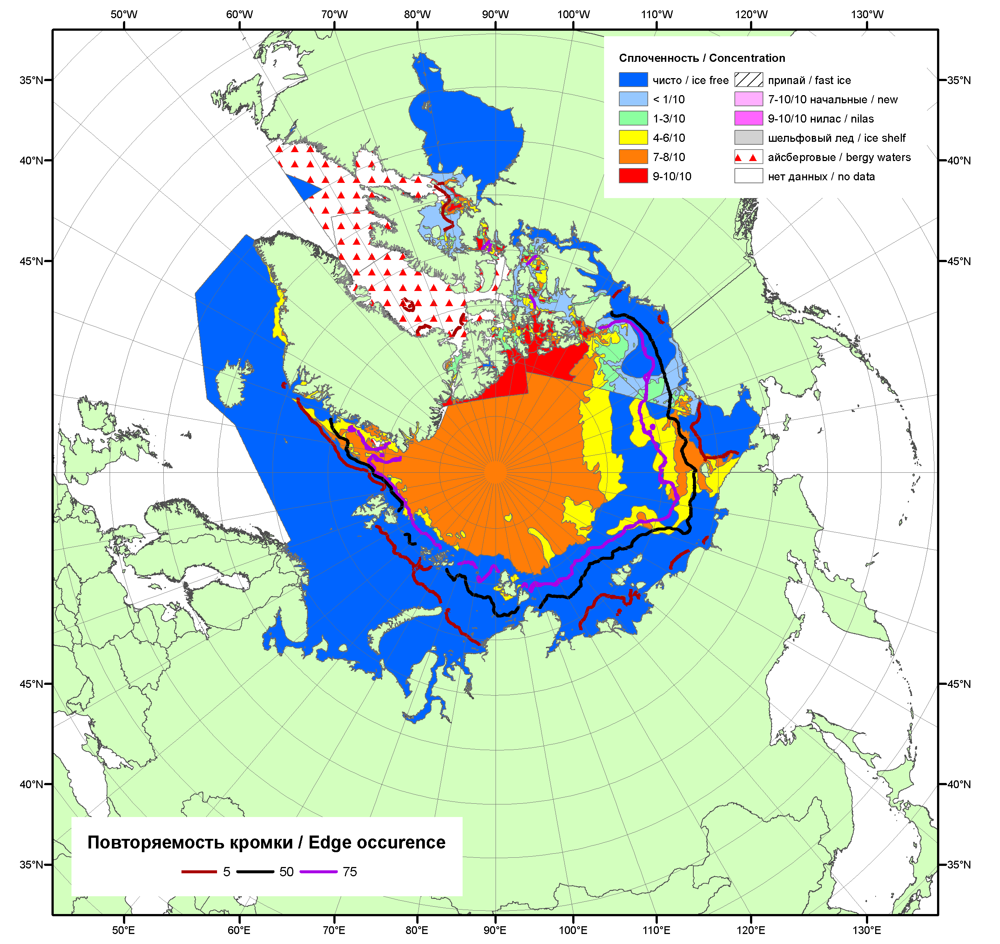 50°W 60°W 70°W 80°W 90°W 100°W 110°W 120°W 130°W
Сплоченность / Concentration
чисто / ice free
< 1/10
1-3/10
4-6/10
7-8/10
9-10/10
припай / fast ice
7-10/10 начальные / new
9-10/10 нилас / nilas
шельфовый лед / ice shelf
айсберговые / bergy waters
нет данных / no data
35°N 35°N
40°N 40°N
45°N 45°N
45°N 45°N
40°N 40°N
35°N 35°N
Повторяемость кромки / Edge occurence
5 50 75
50°E 60°E 70°E 80°E 90°E 100°E 110°E 120°E 130°E